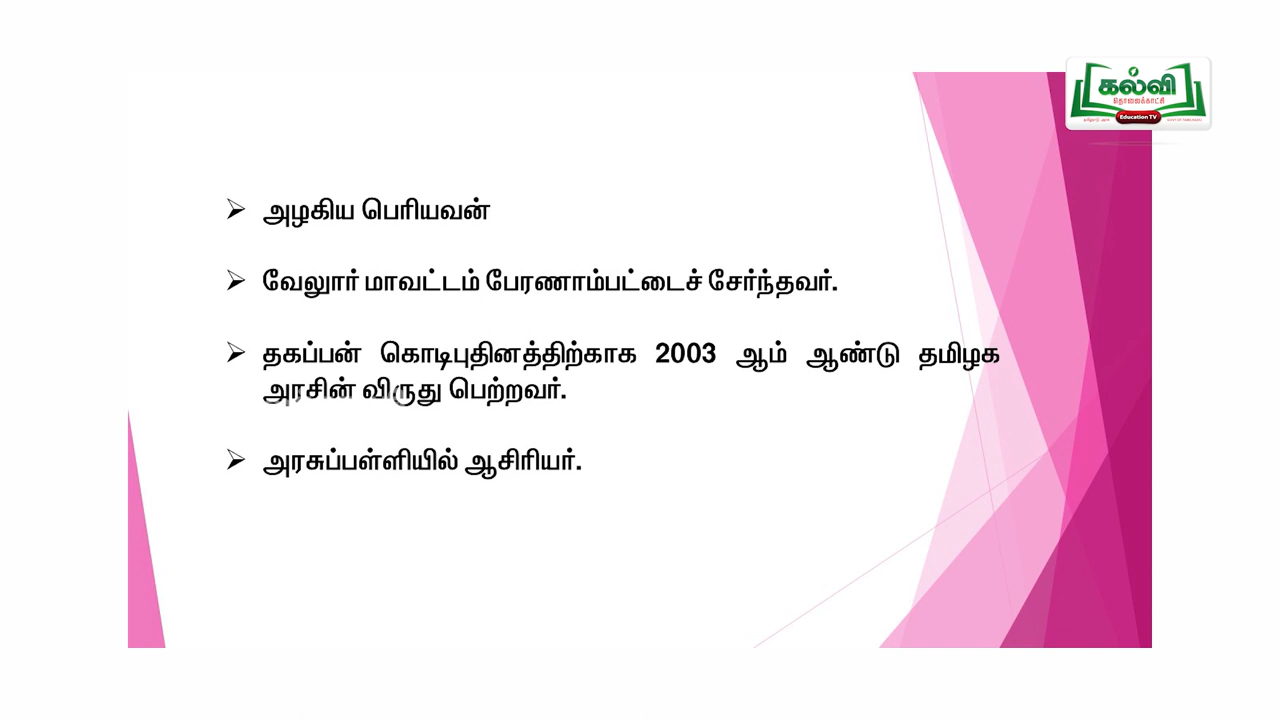 கல்வி
தொலைக்காட்சி
Education TV
அழகிய பெரியவன்
வேலூர் மாவட்டம் பேரணாம்பட்டைச் சேர்ந்தவர்.
தகப்பன் கொடிபுதினத்திற்காக 2003 ஆம் ஆண்டு தமிழக
அரசின் விருது பெற்றவர்.
அரசுப்பள்ளியில் ஆசிரியர்.